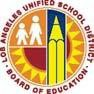 LOS ANGELES UNIFIED SCHOOL DISTRICT
BOARD OF EDUCATION